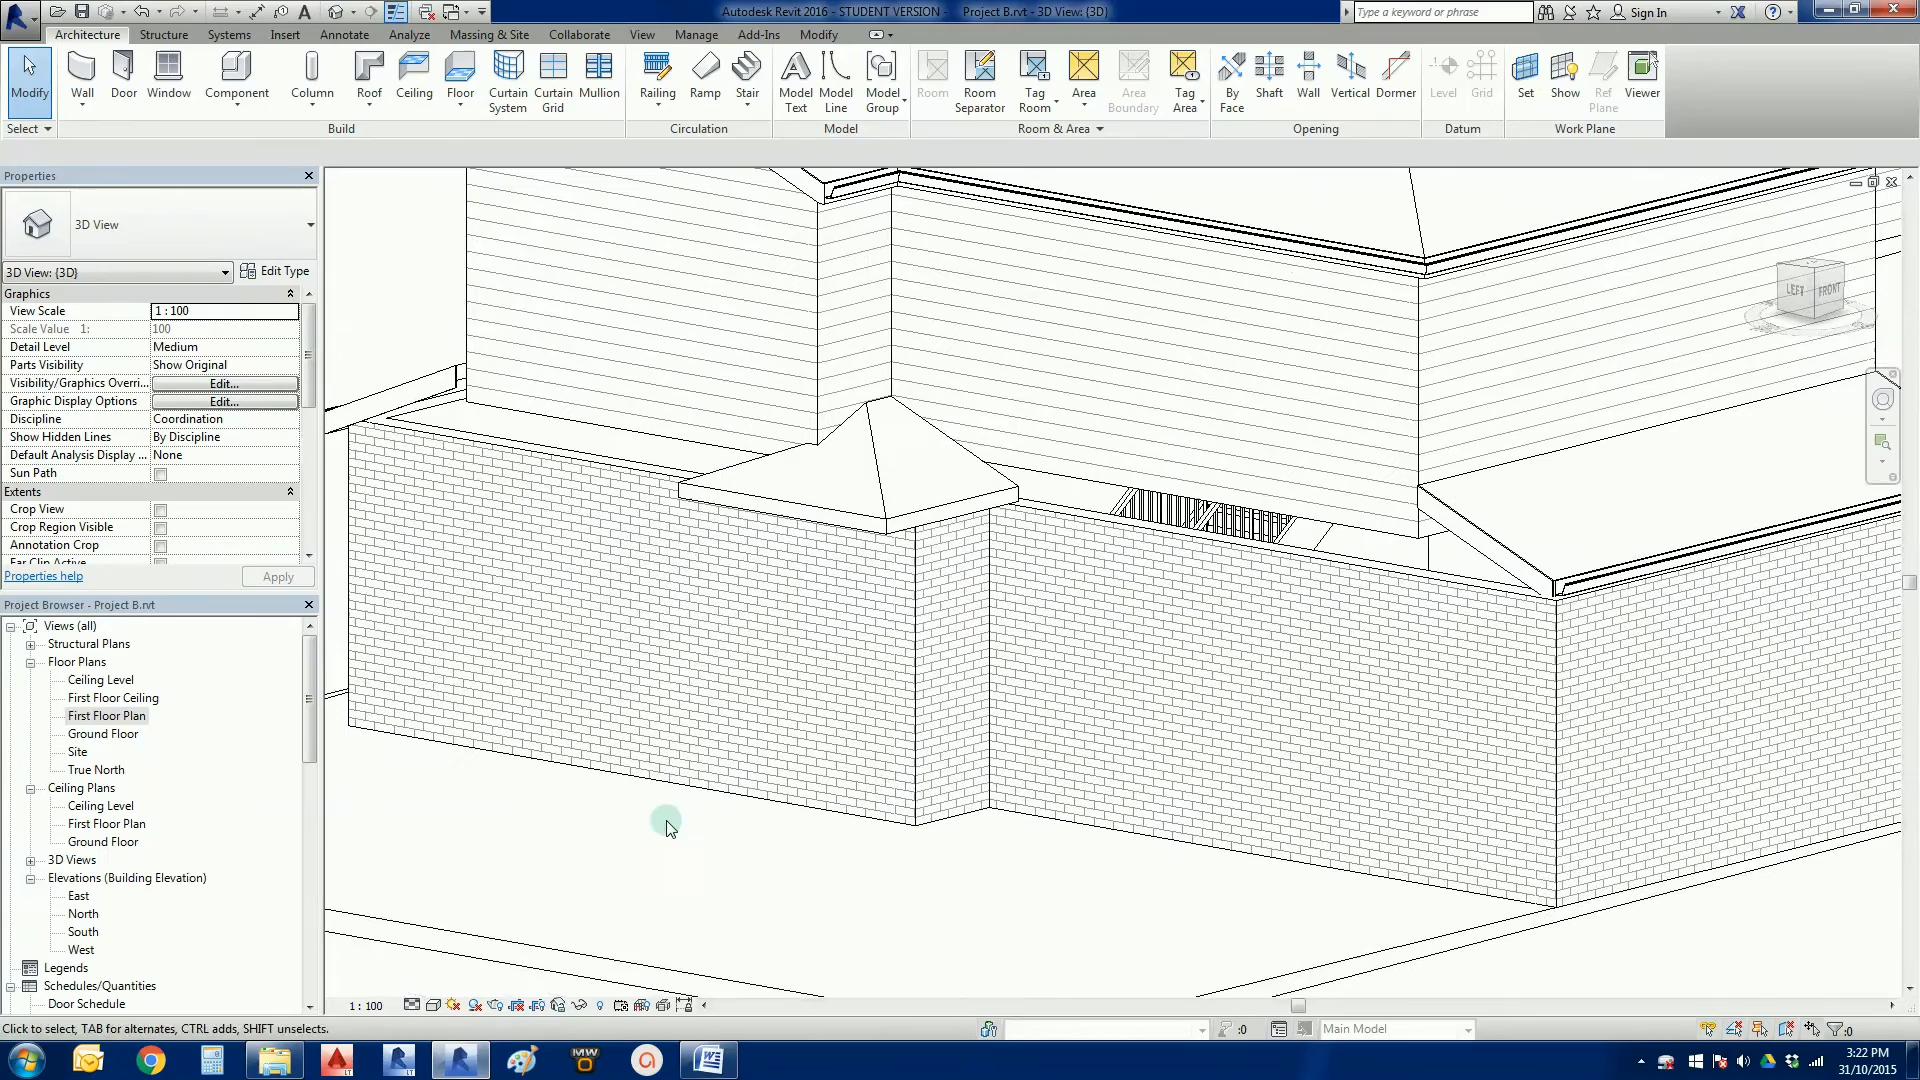 Autodesk Revit 2016 - STUDENT VERSION - Project B.rvt - 3D View: {3D}
Type a keyword or phrase
Sign In
Architecture Structure Systems Insert Annotate Analyze Massing & Site Collaborate View Manage Add-Ins Modify
Modify Wall Door Window Component Column Roof Ceiling Floor Curtain System Curtain Grid Mullion Railing Ramp Stair Model Text Model Line Model Group Room Room Separator Tag Room Area Area Boundary Tag Area By Face Shaft Wall Vertical Dormer Level Grid Set Show Ref Plane Viewer
Select Build Circulation Model Room & Area Opening Datum Work Plane
Properties
3D View
3D View: {3D} Edit Type
Graphics
View Scale 1 : 100
Scale Value 1: 100
Detail Level Medium
Parts Visibility Show Original
Visibility/Graphics Overri... Edit...
Graphic Display Options Edit...
Discipline Coordination
Show Hidden Lines By Discipline
Default Analysis Display ... None
Sun Path
Extents
Crop View
Crop Region Visible
Annotation Crop
Far Clip Active
Properties help Apply
LEFT FRONT
Project Browser - Project B.rvt
Views (all)
Structural Plans
Floor Plans
Ceiling Level
First Floor Ceiling
First Floor Plan
Ground Floor
Site
True North
Ceiling Plans
Ceiling Level
First Floor Plan
Ground Floor
3D Views
Elevations (Building Elevation)
East
North
South
West
Legends
Schedules/Quantities
Door Schedule
1 : 100
Click to select, TAB for alternates, CTRL adds, SHIFT unselects.
:0 Main Model :0
LT LT MW
3:22 PM
31/10/2015